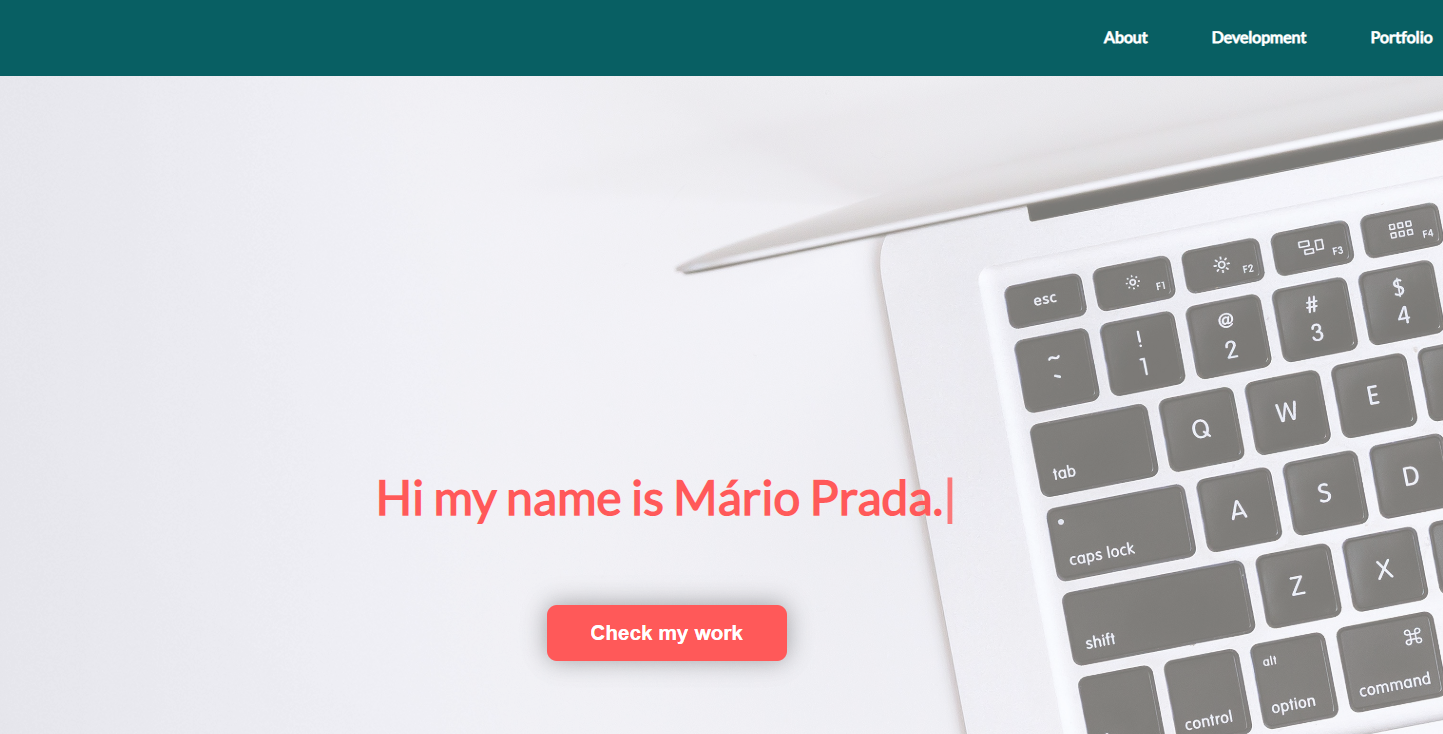 About Development Portfolio
Hi my name is Mário Prada.
Check my work
esc F1 F2 F3 F4
~ ` ! 1 @ 2 # 3 $ 4
tab Q W E
caps lock A S D
shift Z X
control alt option ⌘ command